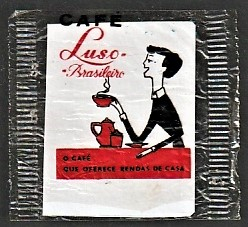 CAFÉ
Luso-
-Brasileiro
O CAFÉ
QUE OFERECE RENDAS DE CASA